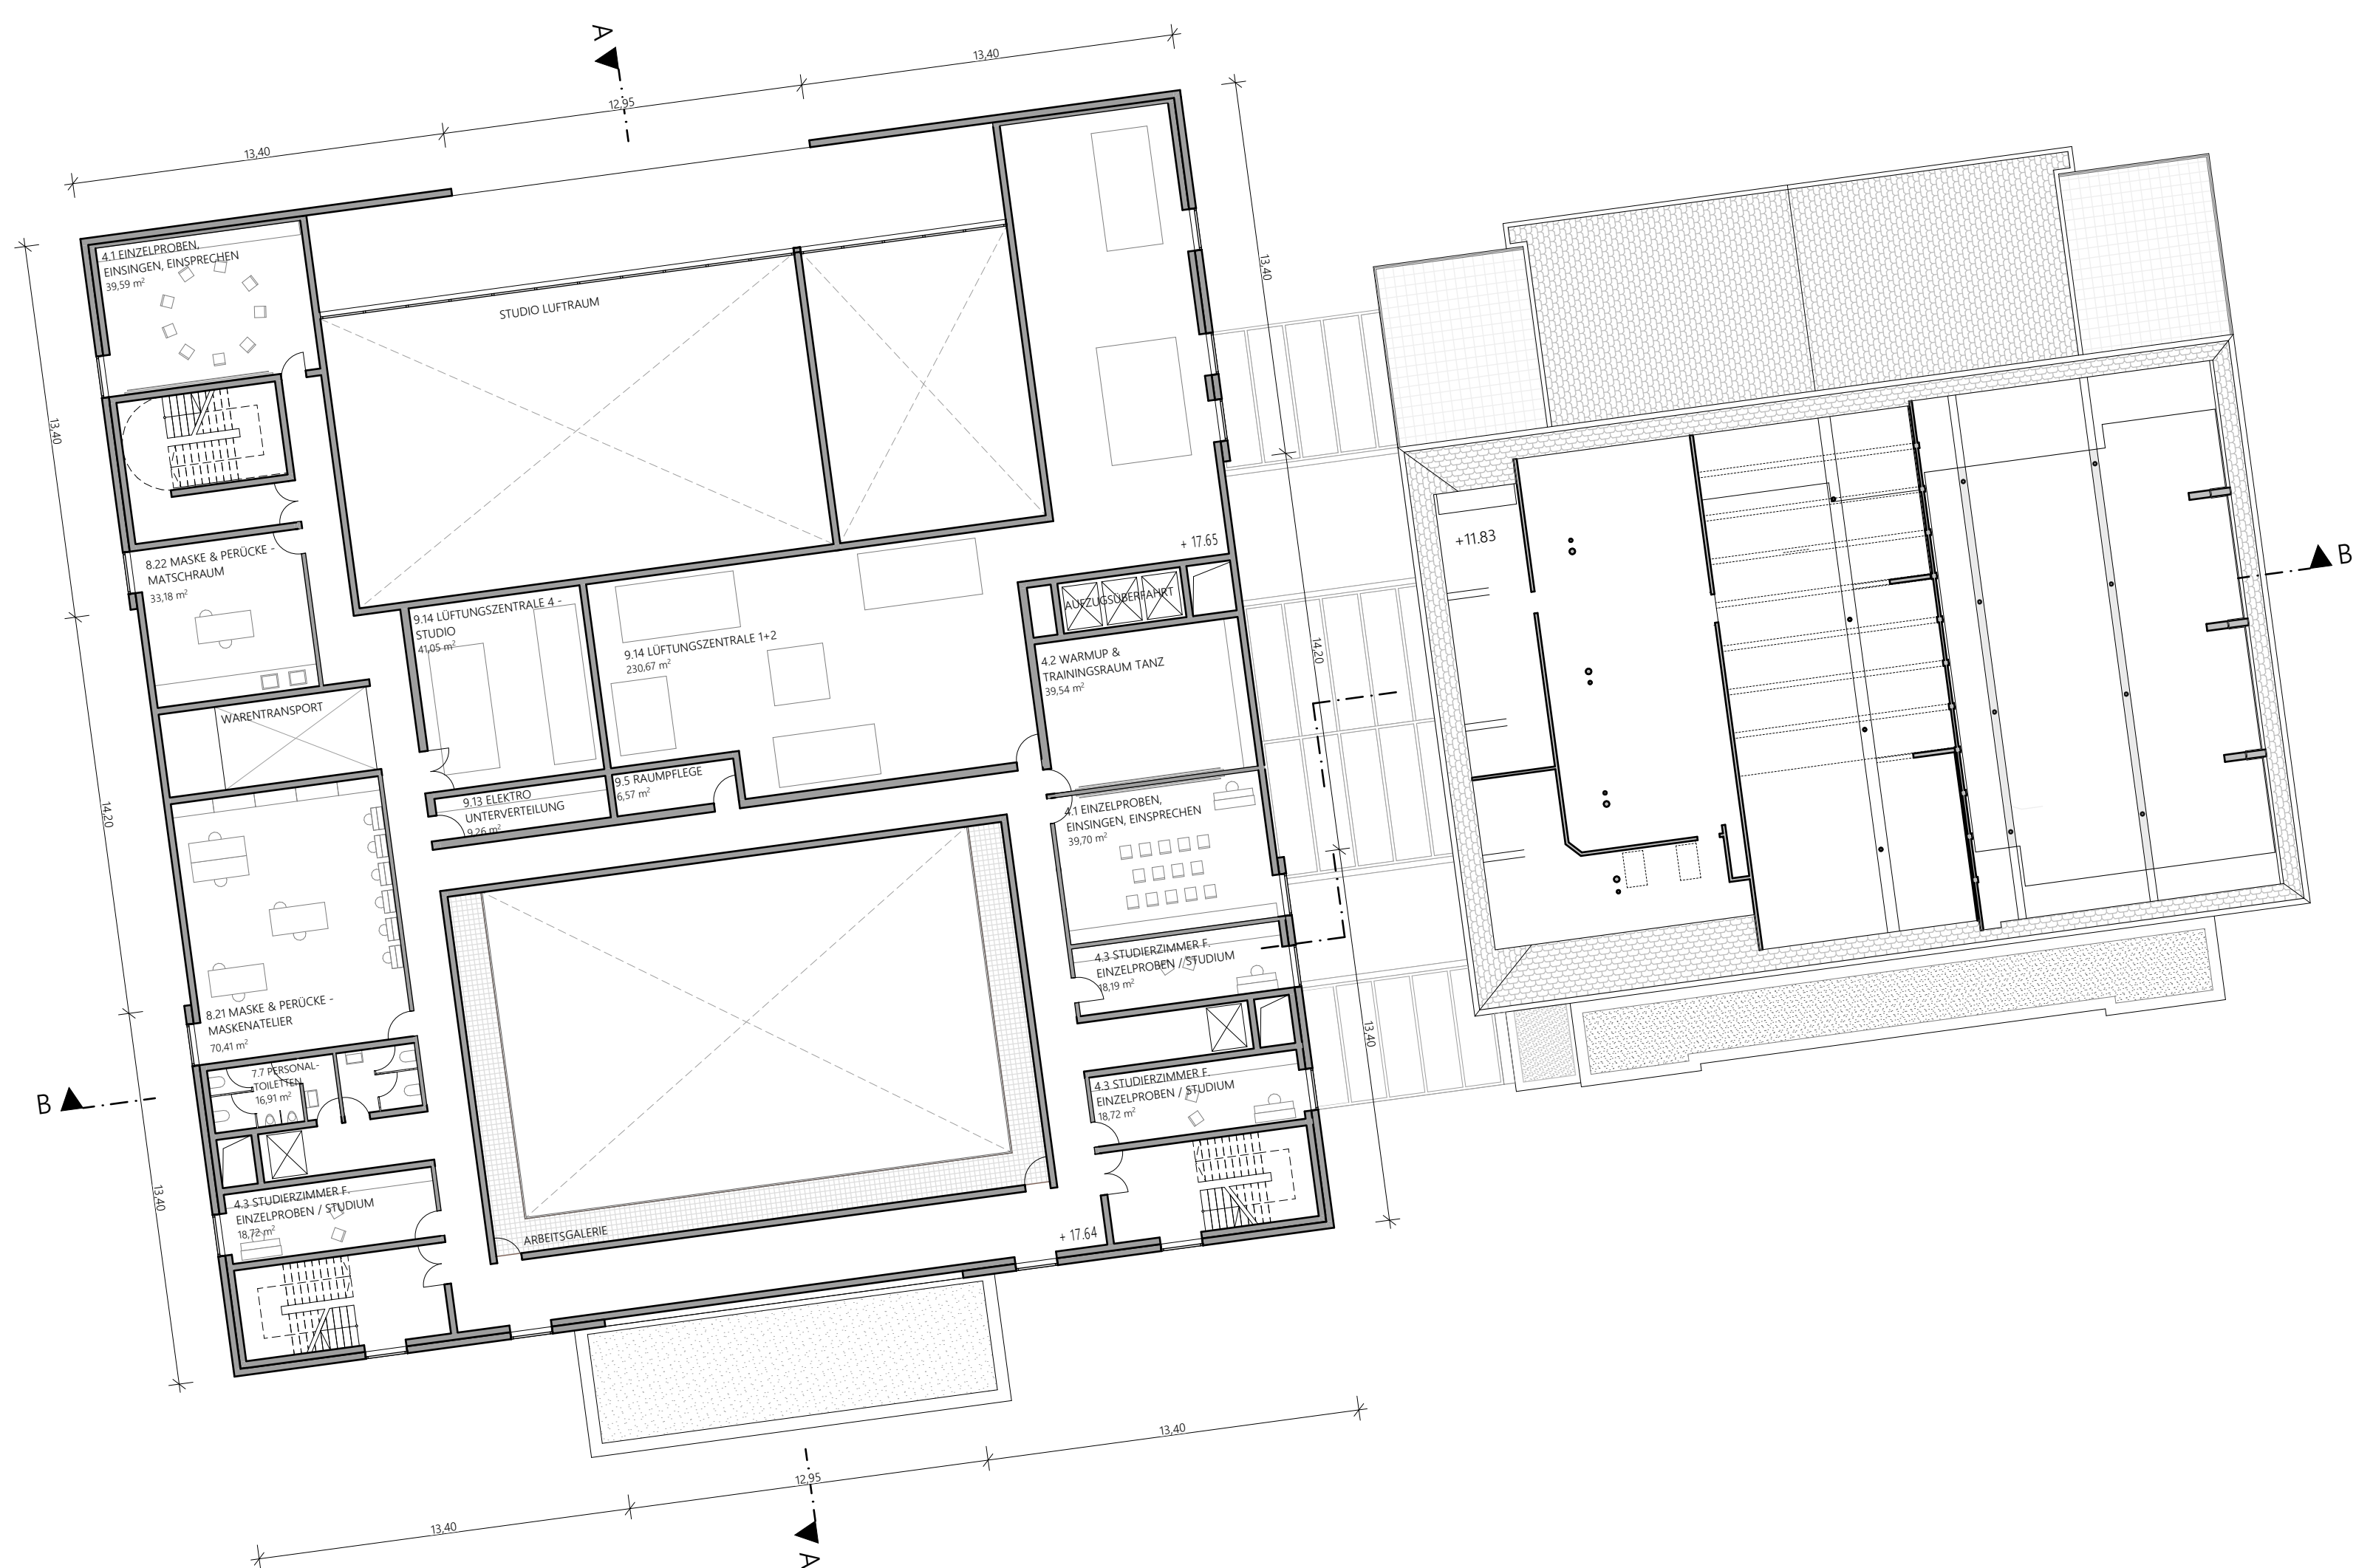 A
13,40
12,95
13,40
4.1 EINZELPROBEN,
EINSINGEN, EINSPRECHEN
39,59 m²
STUDIO LUFTRAUM
13,40
13,40
+ 17.65
+11.83
B
8.22 MASKE & PERÜCKE -
MATSCHRAUM
33,18 m²
9.14 LÜFTUNGSZENTRALE 4 -
STUDIO
41,05 m²
9.14 LÜFTUNGSZENTRALE 1+2
230,67 m²
AUFZUGSÜBERFAHRT
4.2 WARMUP &
TRAININGSRAUM TANZ
39,54 m²
14,20
WARENTRANSPORT
14,20
9.13 ELEKTRO
UNTERVERTEILUNG
9,26 m²
9.5 RAUMPFLEGE
6,57 m²
4.1 EINZELPROBEN,
EINSINGEN, EINSPRECHEN
39,70 m²
4.3 STUDIERZIMMER F.
EINZELPROBEN / STUDIUM
18,19 m²
8.21 MASKE & PERÜCKE -
MASKENATELIER
70,41 m²
13,40
7.7 PERSONAL-
TOILETTEN
16,91 m²
B
4.3 STUDIERZIMMER F.
EINZELPROBEN / STUDIUM
18,72 m²
13,40
4.3 STUDIERZIMMER F.
EINZELPROBEN / STUDIUM
18,72 m²
ARBEITSGALERIE
+ 17.64
13,40
12,95
13,40
A